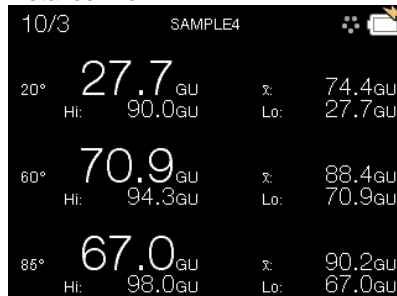 10/3 SAMPLE4
20° 27.7GU x̄: 74.4GU
Hi: 90.0GU Lo: 27.7GU
60° 70.9GU x̄: 88.4GU
Hi: 94.3GU Lo: 70.9GU
85° 67.0GU x̄: 90.2GU
Hi: 98.0GU Lo: 67.0GU